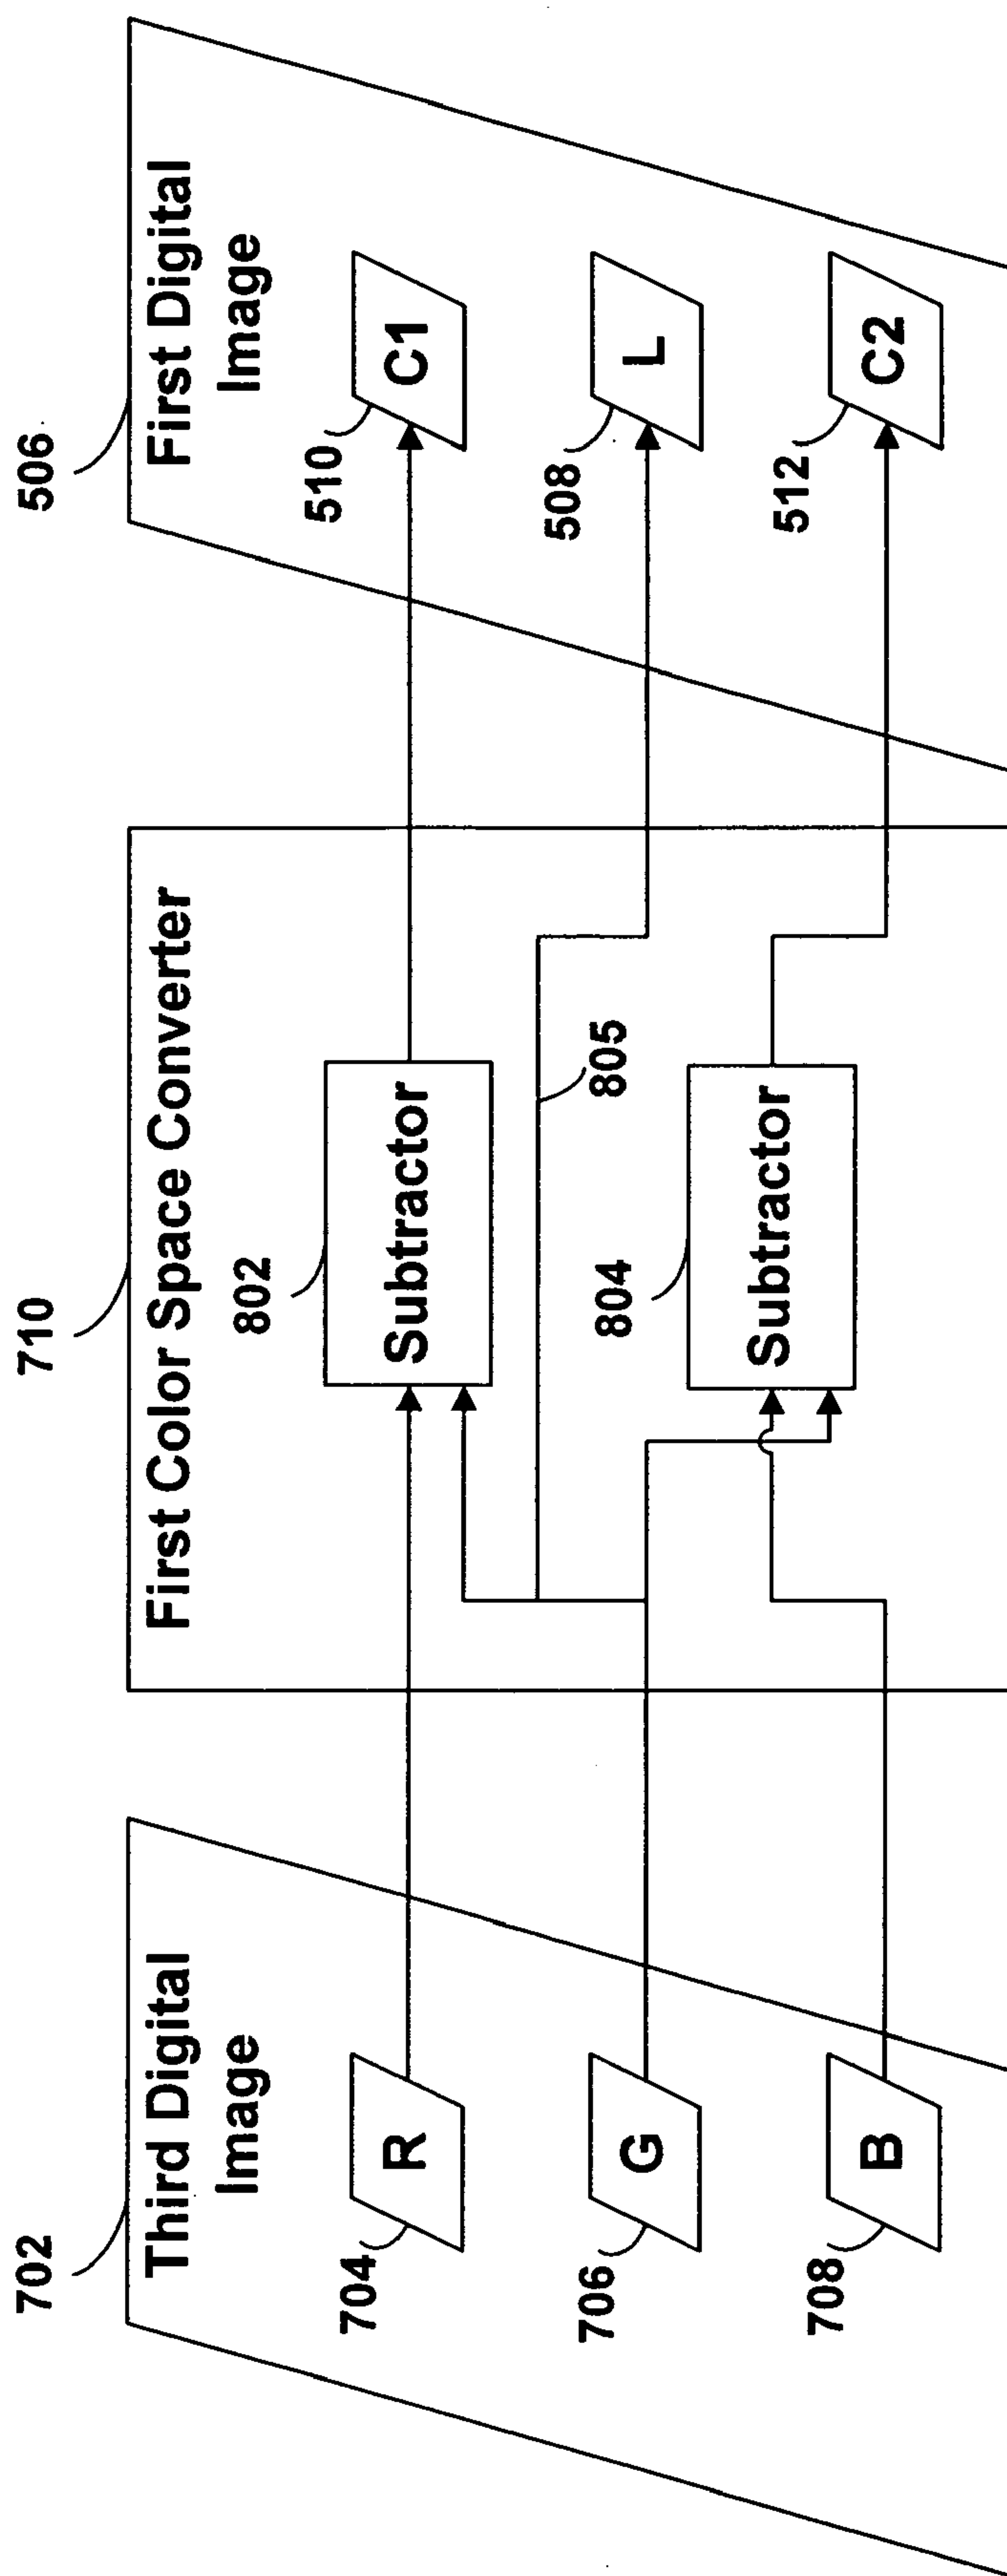 702
710
506
Third Digital
Image
First Color Space Converter
First Digital
Image
704
R
802
Subtractor
510
C1
706
G
805
508
L
804
Subtractor
708
B
512
C2